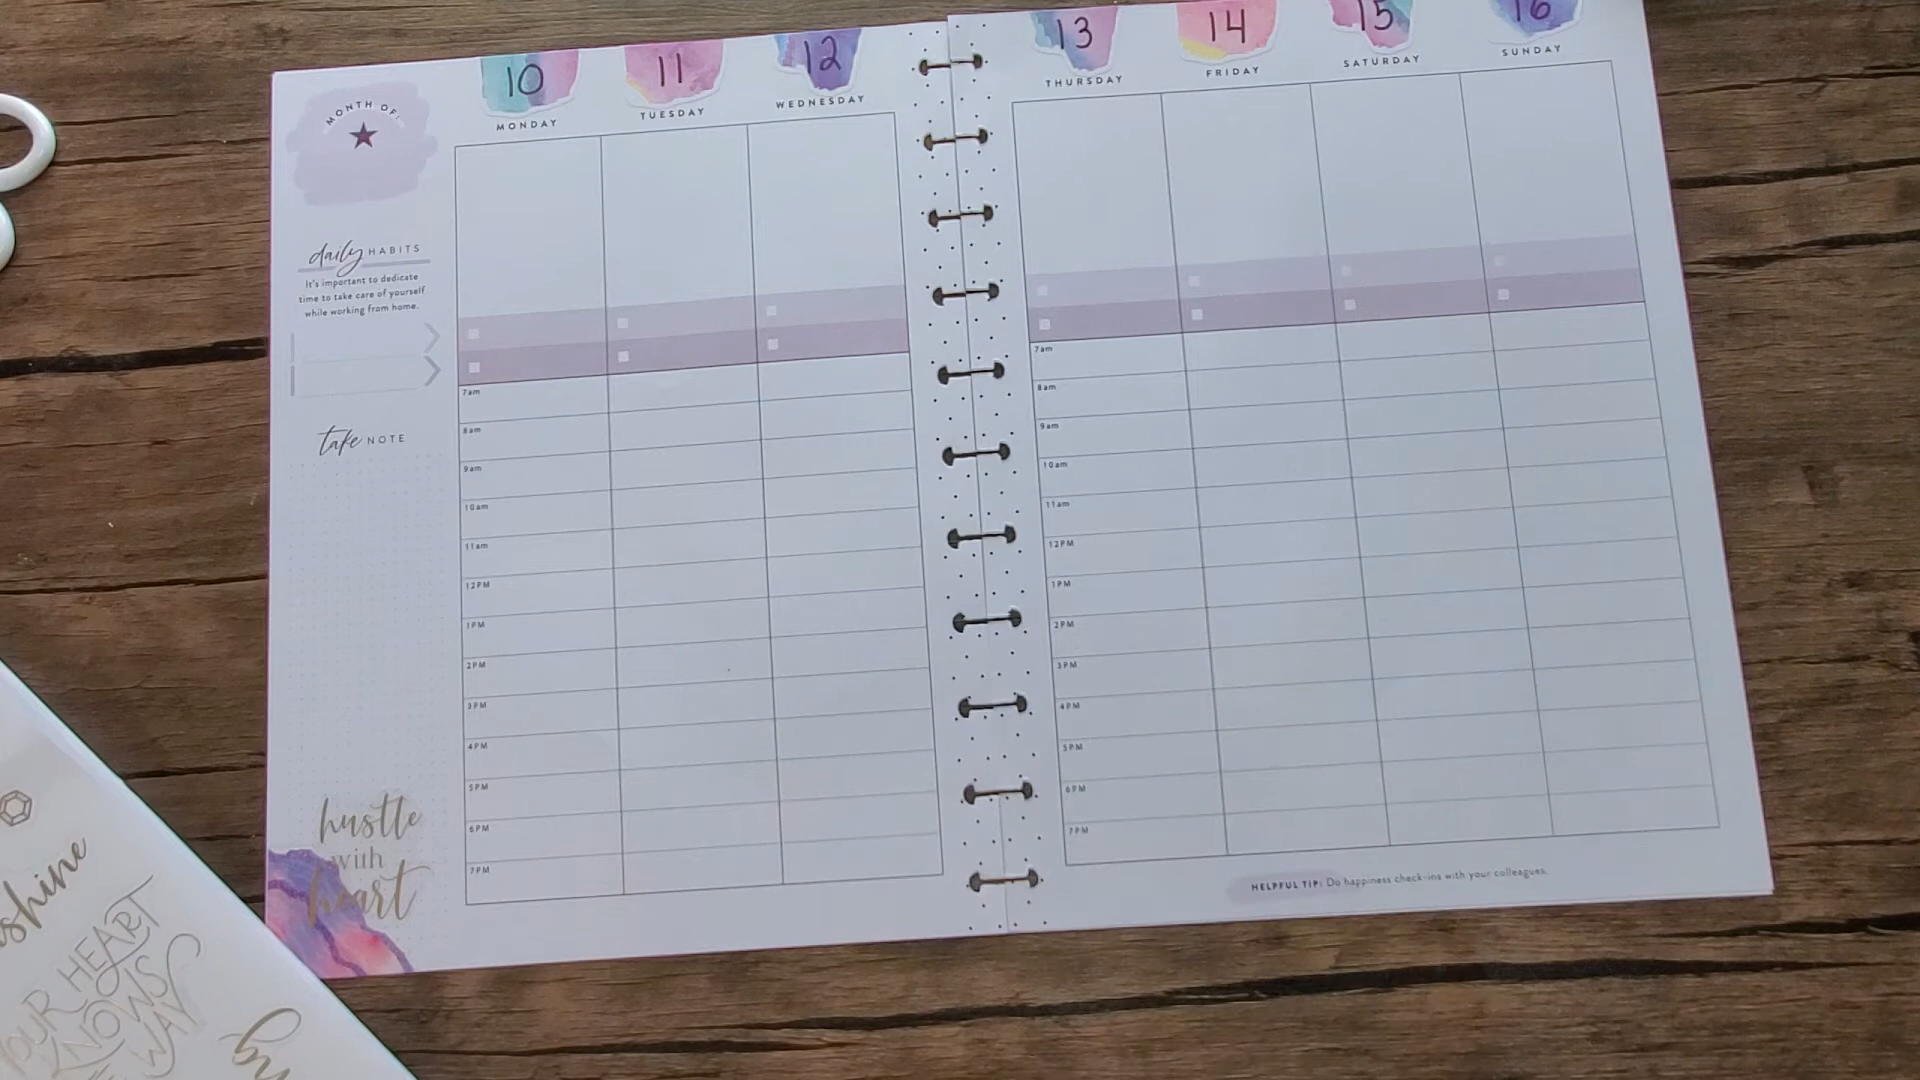 10 11 12 13 14 15 16
MONDAY TUESDAY WEDNESDAY THURSDAY FRIDAY SATURDAY SUNDAY
MONTH OF:
daily HABITS
It's important to dedicate
time to take care of yourself
while working from home.
take NOTE
7am 7am
8am 8am
9am 9am
10am 10am
11am 11am
12PM 12PM
1PM 1PM
2PM 2PM
3PM 3PM
4PM 4PM
5PM 5PM
6PM 6PM
7PM 7PM
hustle
with
heart
HELPFUL TIP: Do happiness check-ins with your colleagues.
shine
YOUR HEART
KNOWS
WAY